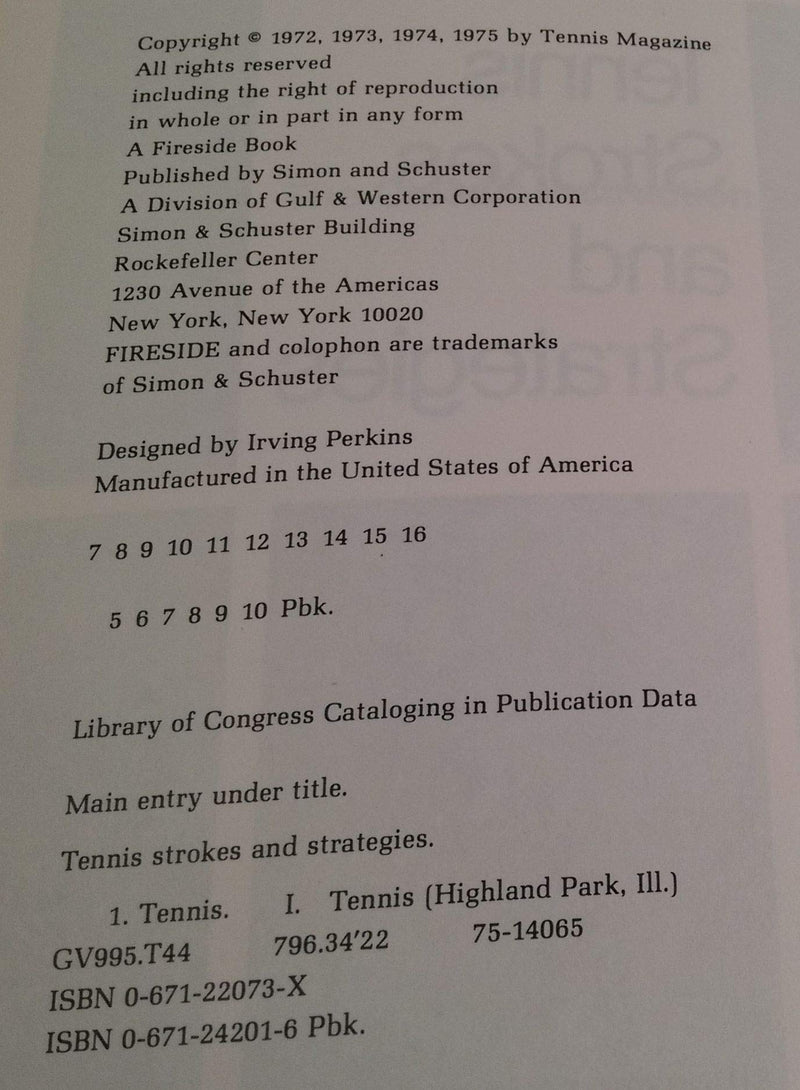 Copyright © 1972, 1973, 1974, 1975 by Tennis Magazine
All rights reserved
including the right of reproduction
in whole or in part in any form
A Fireside Book
Published by Simon and Schuster
A Division of Gulf & Western Corporation
Simon & Schuster Building
Rockefeller Center
1230 Avenue of the Americas
New York, New York 10020
FIRESIDE and colophon are trademarks
of Simon & Schuster
Designed by Irving Perkins
Manufactured in the United States of America
7 8 9 10 11 12 13 14 15 16
5 6 7 8 9 10 Pbk.
Library of Congress Cataloging in Publication Data
Main entry under title.
Tennis strokes and strategies.
1. Tennis. I. Tennis (Highland Park, Ill.)
GV995.T44 796.34′22 75-14065
ISBN 0-671-22073-X
ISBN 0-671-24201-6 Pbk.